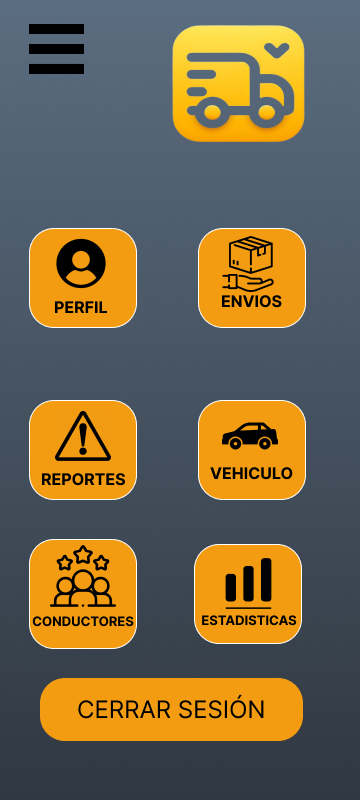 PERFIL
ENVIOS
REPORTES
VEHICULO
CONDUCTORES
ESTADISTICAS
CERRAR SESIÓN